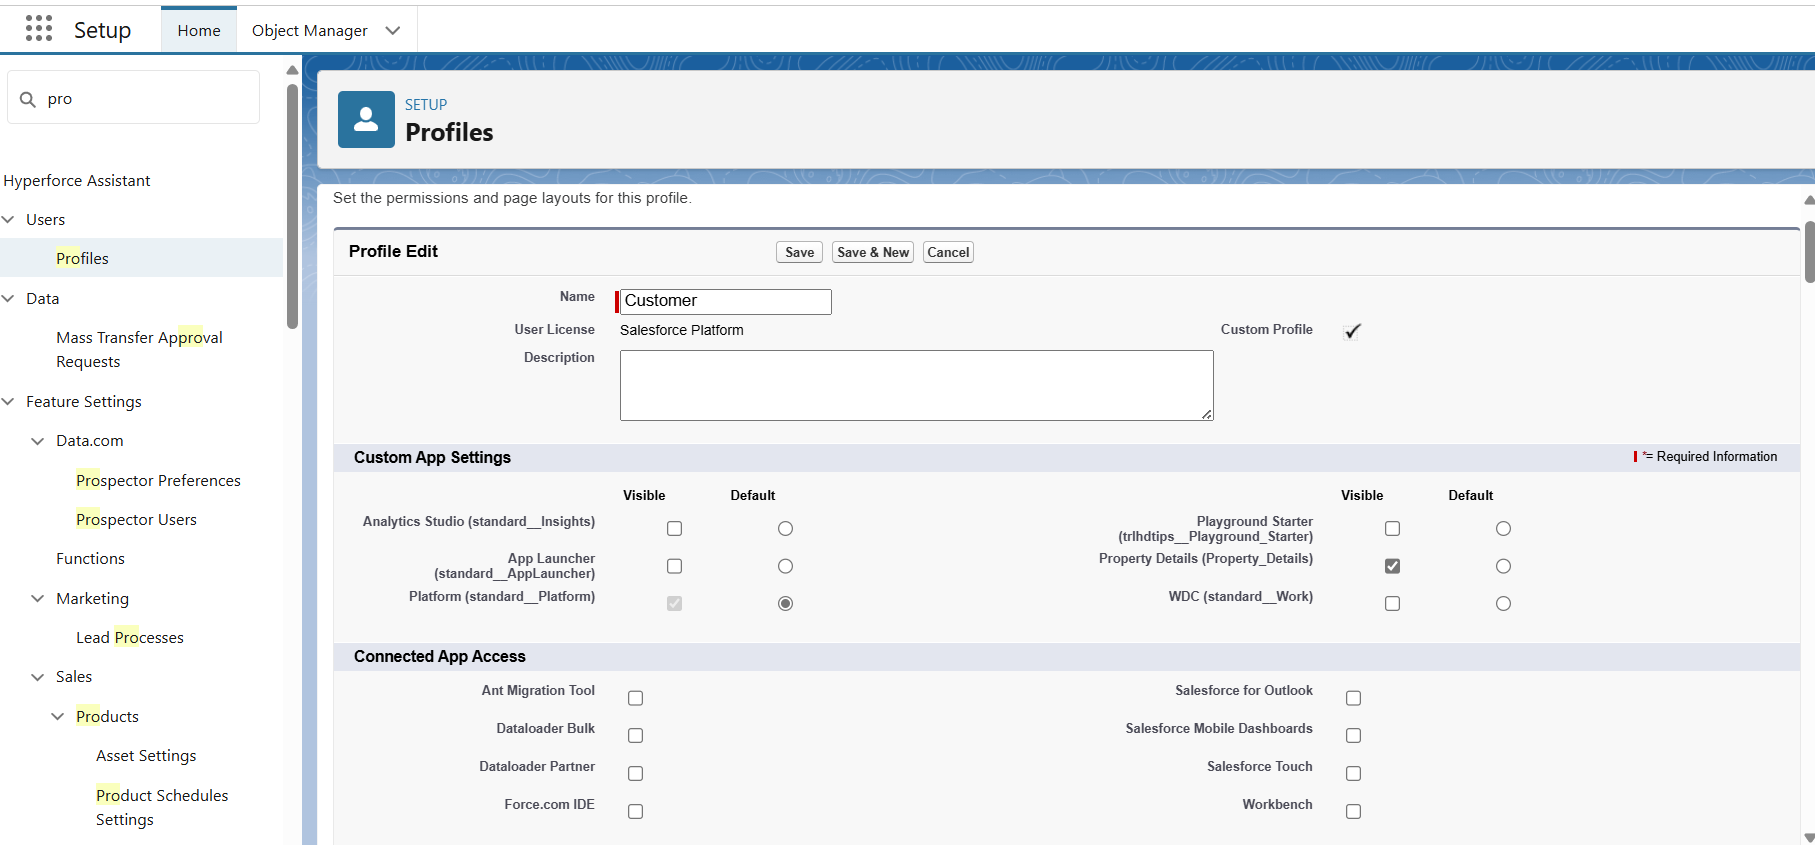 Setup
Home
Object Manager
pro
Hyperforce Assistant
Users
Profiles
Data
Mass Transfer Approval
Requests
Feature Settings
Data.com
Prospector Preferences
Prospector Users
Functions
Marketing
Lead Processes
Sales
Products
Asset Settings
Product Schedules
Settings
SETUP
Profiles
Set the permissions and page layouts for this profile.
Profile Edit
Save
Save & New
Cancel
Name
Customer
User License
Salesforce Platform
Custom Profile
Description
Custom App Settings
*= Required Information
Visible
Default
Visible
Default
Analytics Studio (standard__Insights)
Playground Starter
(trlhdtips__Playground_Starter)
App Launcher
(standard__AppLauncher)
Property Details (Property_Details)
Platform (standard__Platform)
WDC (standard__Work)
Connected App Access
Ant Migration Tool
Salesforce for Outlook
Dataloader Bulk
Salesforce Mobile Dashboards
Dataloader Partner
Salesforce Touch
Force.com IDE
Workbench